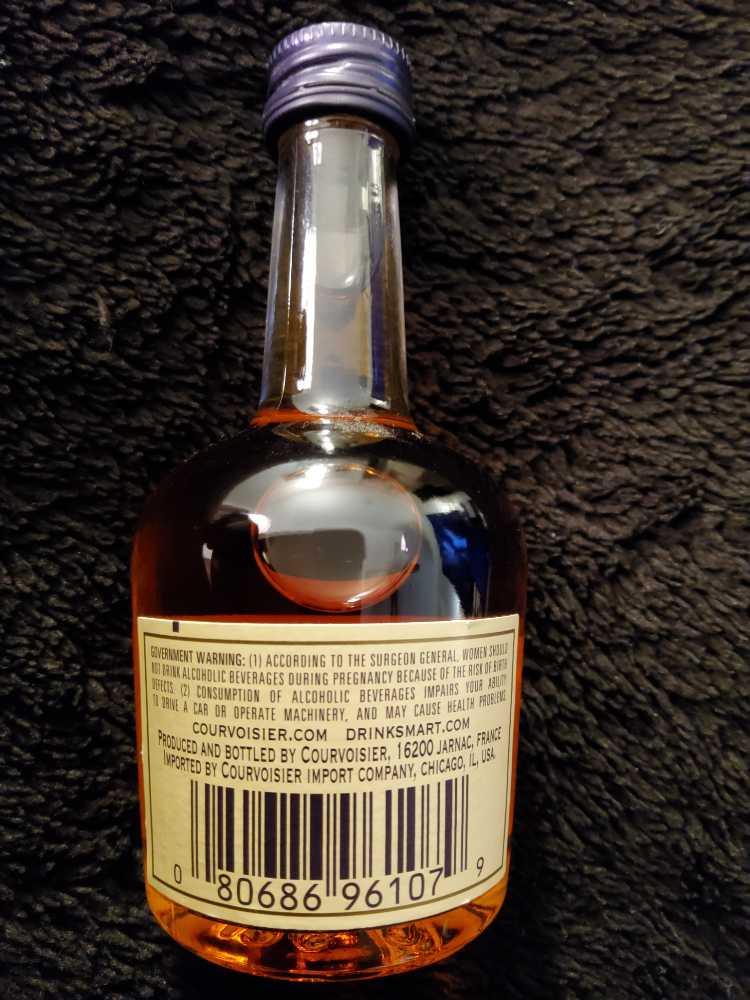 GOVERNMENT WARNING: (1) ACCORDING TO THE SURGEON GENERAL, WOMEN SHOULD
NOT DRINK ALCOHOLIC BEVERAGES DURING PREGNANCY BECAUSE OF THE RISK OF BIRTH
DEFECTS. (2) CONSUMPTION OF ALCOHOLIC BEVERAGES IMPAIRS YOUR ABILITY
TO DRIVE A CAR OR OPERATE MACHINERY, AND MAY CAUSE HEALTH PROBLEMS.
COURVOISIER.COM DRINKSMART.COM
PRODUCED AND BOTTLED BY COURVOISIER, 16200 JARNAC, FRANCE
IMPORTED BY COURVOISIER IMPORT COMPANY, CHICAGO, IL, USA.
0 80686 96107 9